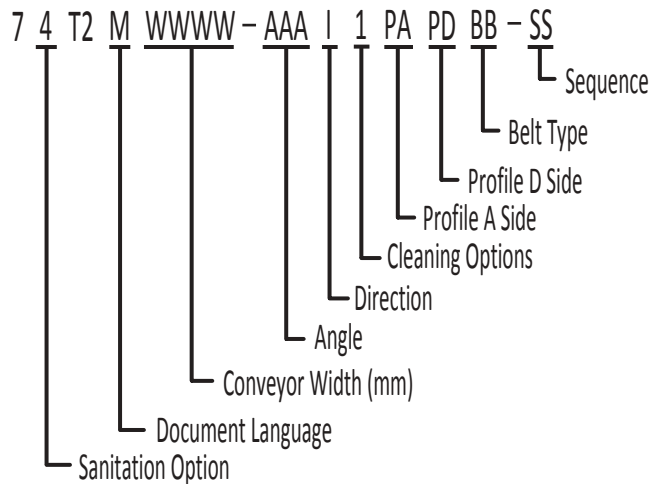 7 4 T2 M WWWW – AAA I 1 PA PD BB – SS
Sequence
Belt Type
Profile D Side
Profile A Side
Cleaning Options
Direction
Angle
Conveyor Width (mm)
Document Language
Sanitation Option